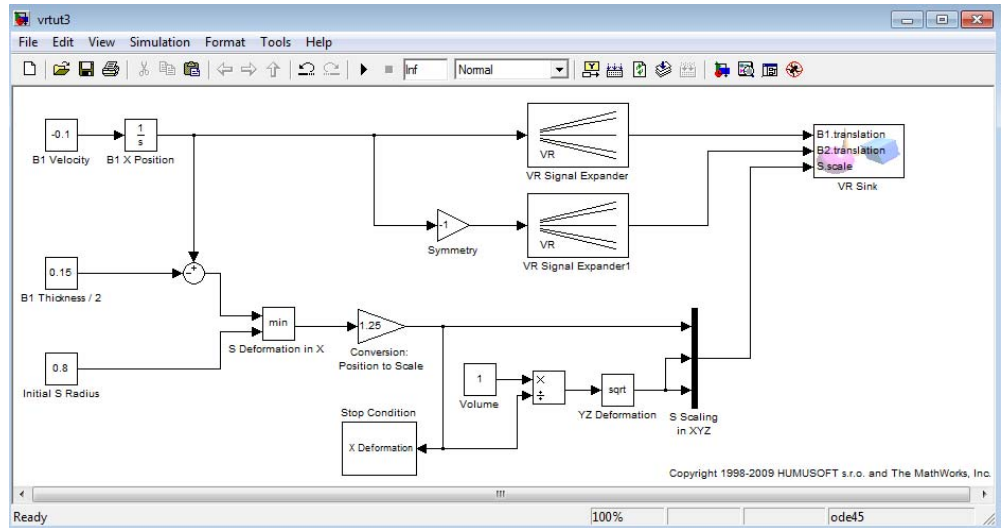 vrtut3
File Edit View Simulation Format Tools Help
Inf Normal
-0.1
B1 Velocity
1
s
B1 X Position
VR
VR Signal Expander
B1.translation
B2.translation
S.scale
VR Sink
-1
Symmetry
VR
VR Signal Expander1
0.15
B1 Thickness / 2
- +
min
S Deformation in X
1.25
Conversion:
Position to Scale
0.8
Initial S Radius
1
Volume
×
÷
sqrt
YZ Deformation
S Scaling
in XYZ
Stop Condition
X Deformation
Copyright 1998-2009 HUMUSOFT s.r.o. and The MathWorks, Inc.
Ready 100% ode45